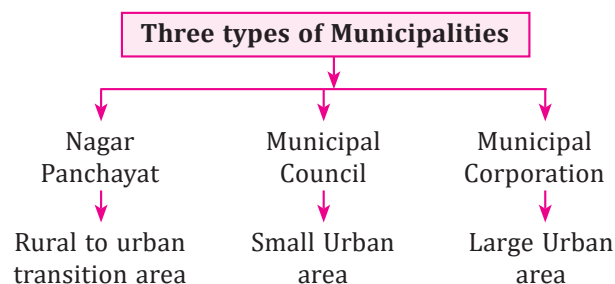 Three types of Municipalities
Nagar
Panchayat
Municipal
Council
Municipal
Corporation
Rural to urban
transition area
Small Urban
area
Large Urban
area